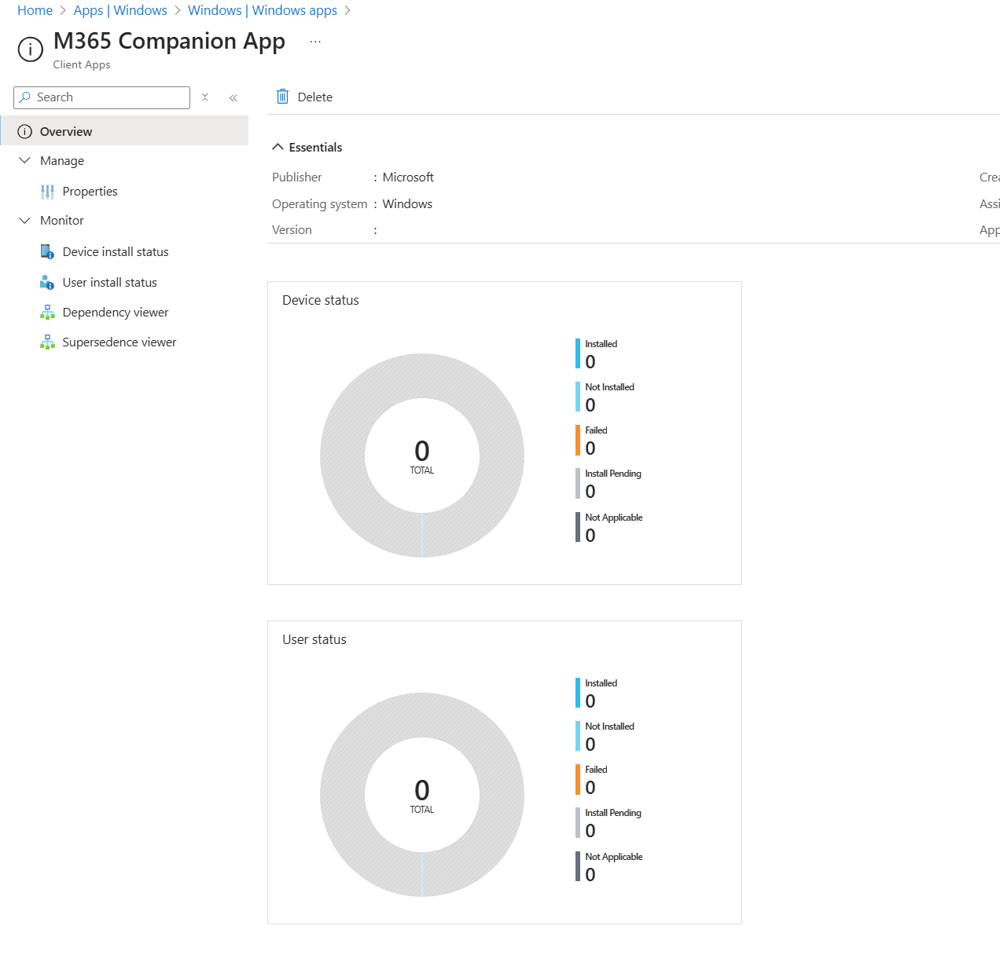 Home > Apps | Windows > Windows | Windows apps >
M365 Companion App ...
Client Apps
Search
Overview
Manage
Properties
Monitor
Device install status
User install status
Dependency viewer
Supersedence viewer
Delete
Essentials
Publisher : Microsoft
Crea
Operating system : Windows
Assi
Version :
App
Device status
0
TOTAL
Installed
0
Not Installed
0
Failed
0
Install Pending
0
Not Applicable
0
User status
0
TOTAL
Installed
0
Not Installed
0
Failed
0
Install Pending
0
Not Applicable
0